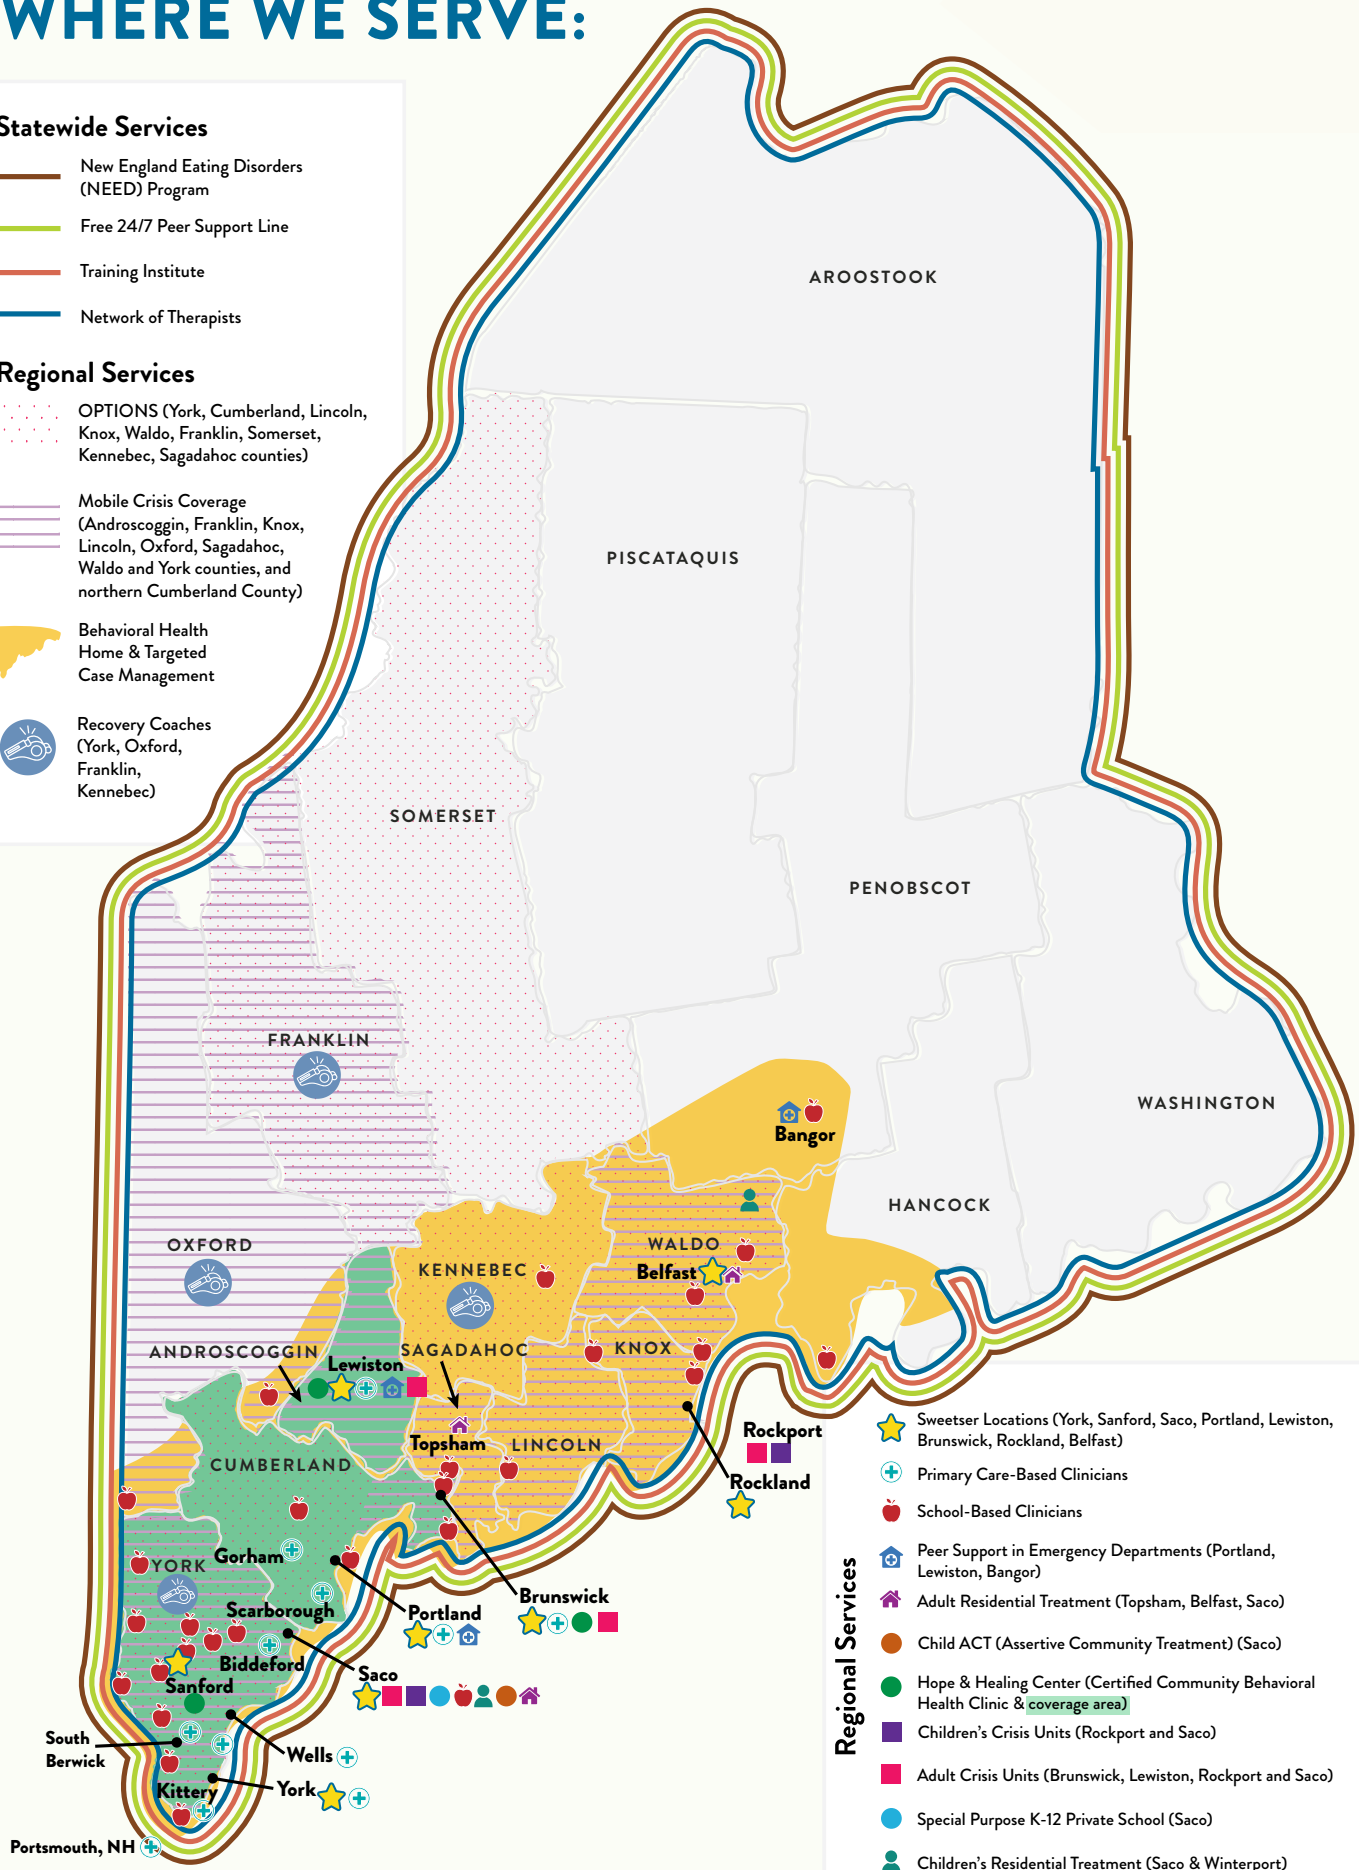 WHERE WE SERVE:
Statewide Services
New England Eating Disorders
(NEED) Program
Free 24/7 Peer Support Line
Training Institute
Network of Therapists
Regional Services
OPTIONS (York, Cumberland, Lincoln,
Knox, Waldo, Franklin, Somerset,
Kennebec, Sagadahoc counties)
Mobile Crisis Coverage
(Androscoggin, Franklin, Knox,
Lincoln, Oxford, Sagadahoc,
Waldo and York counties, and
northern Cumberland County)
Behavioral Health
Home & Targeted
Case Management
Recovery Coaches
(York, Oxford,
Franklin,
Kennebec)
AROOSTOOK
PISCATAQUIS
SOMERSET
PENOBSCOT
FRANKLIN
WASHINGTON
Bangor
HANCOCK
OXFORD
WALDO
KENNEBEC
Belfast
ANDROSCOGGIN
SAGADAHOC
KNOX
Lewiston
Topsham
LINCOLN
Rockport
CUMBERLAND
Rockland
YORK
Gorham
Brunswick
Scarborough
Portland
Biddeford
Saco
Sanford
South
Berwick
Wells
Kittery
York
Portsmouth, NH
Regional Services
Sweetser Locations (York, Sanford, Saco, Portland, Lewiston,
Brunswick, Rockland, Belfast)
Primary Care-Based Clinicians
School-Based Clinicians
Peer Support in Emergency Departments (Portland,
Lewiston, Bangor)
Adult Residential Treatment (Topsham, Belfast, Saco)
Child ACT (Assertive Community Treatment) (Saco)
Hope & Healing Center (Certified Community Behavioral
Health Clinic & coverage area)
Children's Crisis Units (Rockport and Saco)
Adult Crisis Units (Brunswick, Lewiston, Rockport and Saco)
Special Purpose K-12 Private School (Saco)
Children's Residential Treatment (Saco & Winterport)